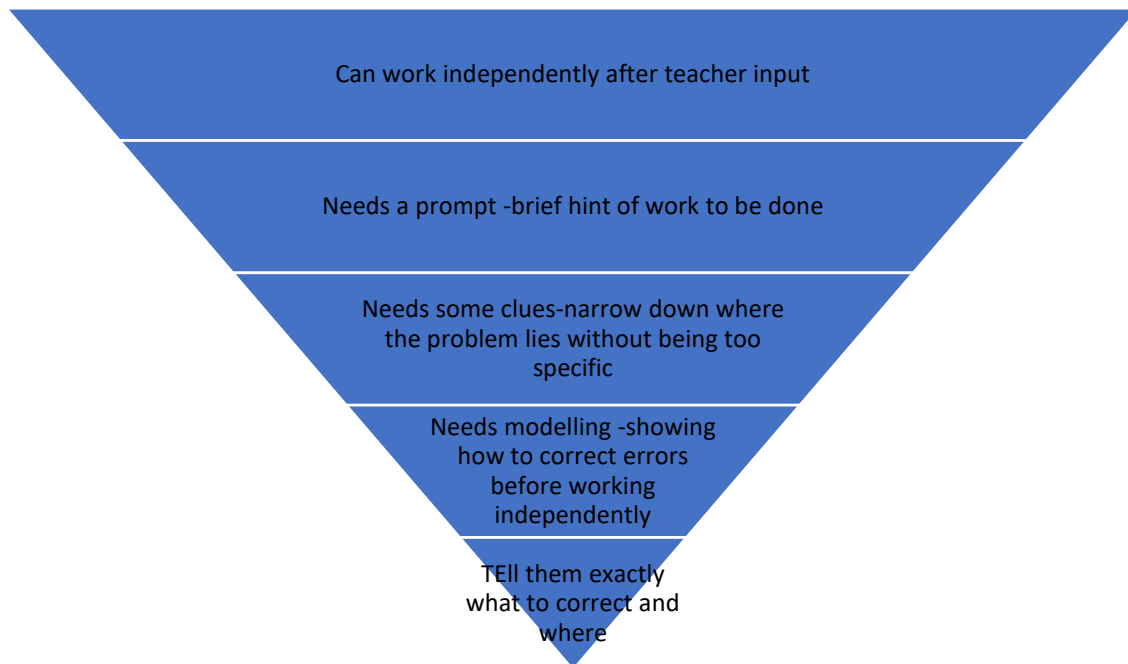 Can work independently after teacher input
Needs a prompt -brief hint of work to be done
Needs some clues-narrow down where
the problem lies without being too
specific
Needs modelling -showing
how to correct errors
before working
independently
TEll them exactly
what to correct and
where